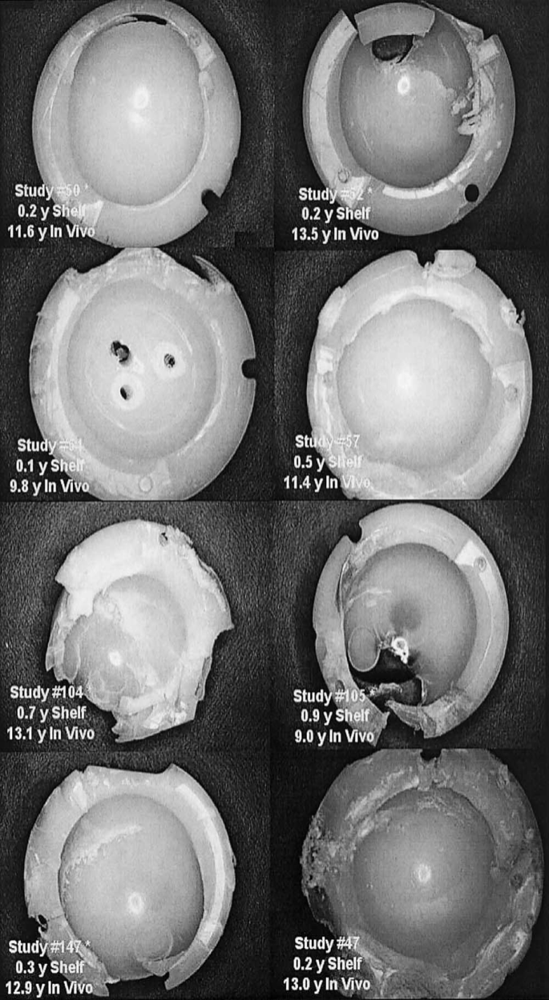 Study #50 *
0.2 y Shelf
11.6 y In Vivo
Study #52 *
0.2 y Shelf
13.5 y In Vivo
Study
0.1 y Shelf
9.8 y In Vivo
Study #57
0.5 y Shelf
11.4 y In Vivo
Study #104
0.7 y Shelf
13.1 y In Vivo
Study #105 *
0.9 y Shelf
9.0 y In Vivo
Study #147 *
0.3 y Shelf
12.9 y In Vivo
Study #47
0.2 y Shelf
13.0 y In Vivo